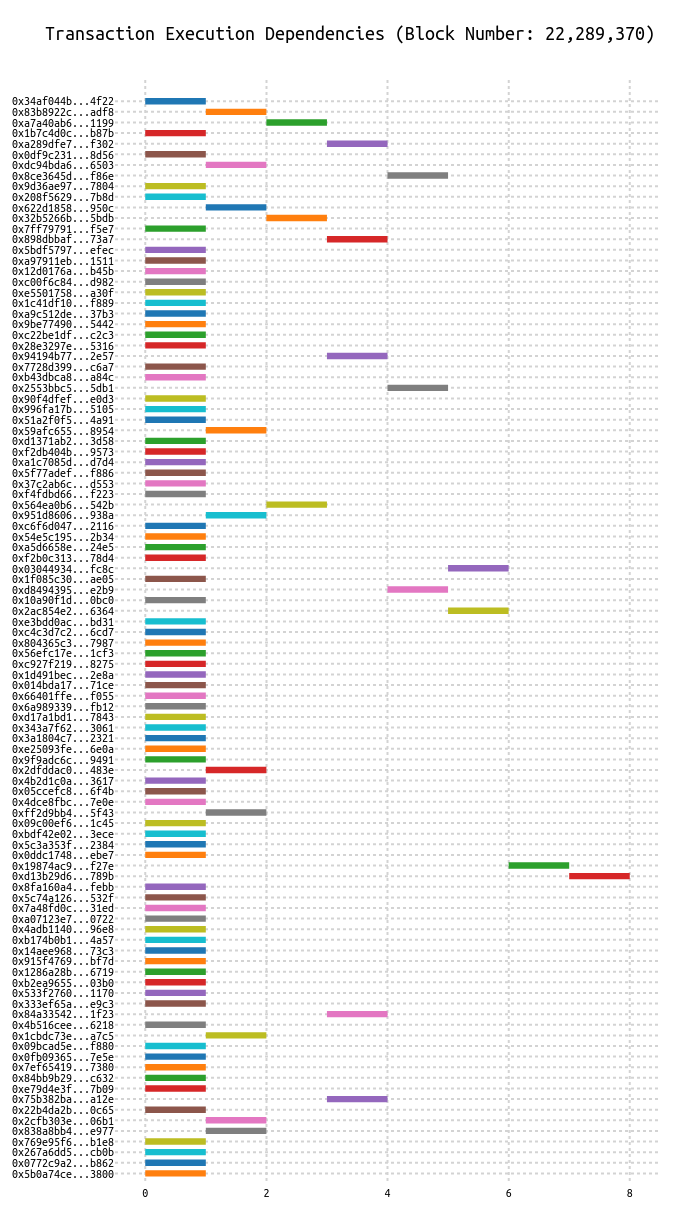 Transaction Execution Dependencies (Block Number: 22,289,370)
0x34af044b...4f22
0x83b8922c...adf8
0xa7a40ab6...1199
0x1b7c4d0c...b87b
0xa289dfe7...f302
0x0df9c231...8d56
0xdc94bda6...6503
0x8ce3645d...f86e
0x9d36ae97...7804
0x208f5629...7b8d
0x622d1858...950c
0x32b5266b...5bdb
0x7ff79791...f5e7
0x898dbbaf...73a7
0x5bdf5797...efec
0xa97911eb...1511
0x12d0176a...b45b
0xc00f6c84...d982
0xe5501758...a30f
0x1c41df10...f889
0xa9c512de...37b3
0x9be77490...5442
0xc22be1df...c2c3
0x28e3297e...5316
0x94194b77...2e57
0x7728d399...c6a7
0xb43dbca8...a84c
0x2553bbc5...5db1
0x90f4dfef...e0d3
0x996fa17b...5105
0x51a2f0f5...4a91
0x59afc655...8954
0xd1371ab2...3d58
0xf2db404b...9573
0xa1c7085d...d7d4
0x5f77adef...f886
0x37c2ab6c...d553
0xf4fdbd66...f223
0x564ea0b6...542b
0x951d8606...938a
0xc6f6d047...2116
0x54e5c195...2b34
0xa5d6658e...24e5
0xf2b0c313...78d4
0x03044934...fc8c
0x1f085c30...ae05
0xd8494395...e2b9
0x10a90f1d...0bc0
0x2ac854e2...6364
0xe3bdd0ac...bd31
0xc4c3d7c2...6cd7
0x804365c3...7987
0x56efc17e...1cf3
0xc927f219...8275
0x1d491bec...2e8a
0x014bda17...71ce
0x66401ffe...f055
0x6a989339...fb12
0xd17a1bd1...7843
0x343a7f62...3061
0x3a1804c7...2321
0xe25093fe...6e0a
0x9f9adc6c...9491
0x2dfddac0...483e
0x4b2d1c0a...3617
0x05ccefc8...6f4b
0x4dce8fbc...7e0e
0xff2d9bb4...5f43
0x09c00ef6...1c45
0xbdf42e02...3ece
0x5c3a353f...2384
0x0ddc1748...ebe7
0x19874ac9...f27e
0xd13b29d6...789b
0x8fa160a4...febb
0x5c74a126...532f
0x7a48fd0c...31ed
0xa07123e7...0722
0x4adb1140...96e8
0xb174b0b1...4a57
0x14aee968...73c3
0x915f4769...bf7d
0x1286a28b...6719
0xb2ea9655...03b0
0x533f2760...1170
0x333ef65a...e9c3
0x84a33542...1f23
0x4b516cee...6218
0x1cbdc73e...a7c5
0x09bcad5e...f880
0x0fb09365...7e5e
0x7ef65419...7380
0x84bb9b29...c632
0xe79d4e3f...7b09
0x75b382ba...a12e
0x22b4da2b...0c65
0x2cfb303e...06b1
0x838a8bb4...e977
0x769e95f6...b1e8
0x267a6dd5...cb0b
0x0772c9a2...b862
0x5b0a74ce...3800
0 2 4 6 8